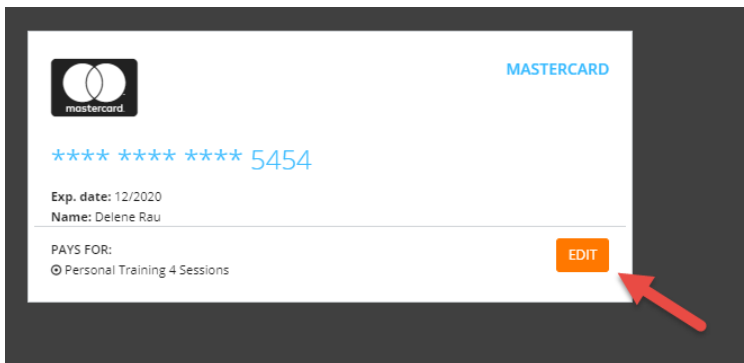 mastercard.
MASTERCARD
**** **** **** 5454
Exp. date: 12/2020
Name: Delene Rau
PAYS FOR:
Personal Training 4 Sessions
EDIT